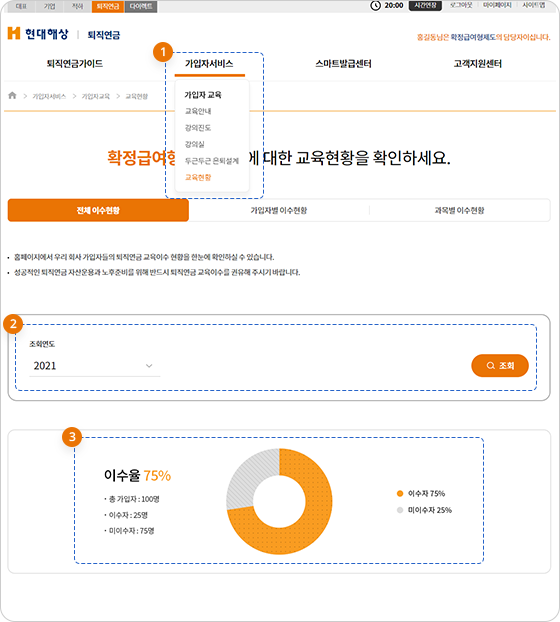 대표 기업 적하 퇴직연금 다이렉트
20:00 시간연장 로그아웃 마이페이지 사이트맵
현대해상 퇴직연금
홍길동님은 확정급여형제도의 담당자이십니다.
1
퇴직연금가이드 가입자서비스 스마트발급센터 고객지원센터
가입자 교육
교육안내
강의진도
강의실
두근두근 은퇴설계
교육현황
가입자서비스 > 가입자교육 > 교육현황
확정급여형 에 대한 교육현황을 확인하세요.
전체 이수현황 가입자별 이수현황 과목별 이수현황
• 홈페이지에서 우리 회사 가입자들의 퇴직연금 교육이수 현황을 한눈에 확인하실 수 있습니다.
• 성공적인 퇴직연금 자산운용과 노후준비를 위해 반드시 퇴직연금 교육이수를 권유해 주시기 바랍니다.
2
조회연도
2021
조회
3
이수율 75%
• 총 가입자 : 100명
• 이수자 : 25명
• 미이수자 : 75명
이수자 75%
미이수자 25%